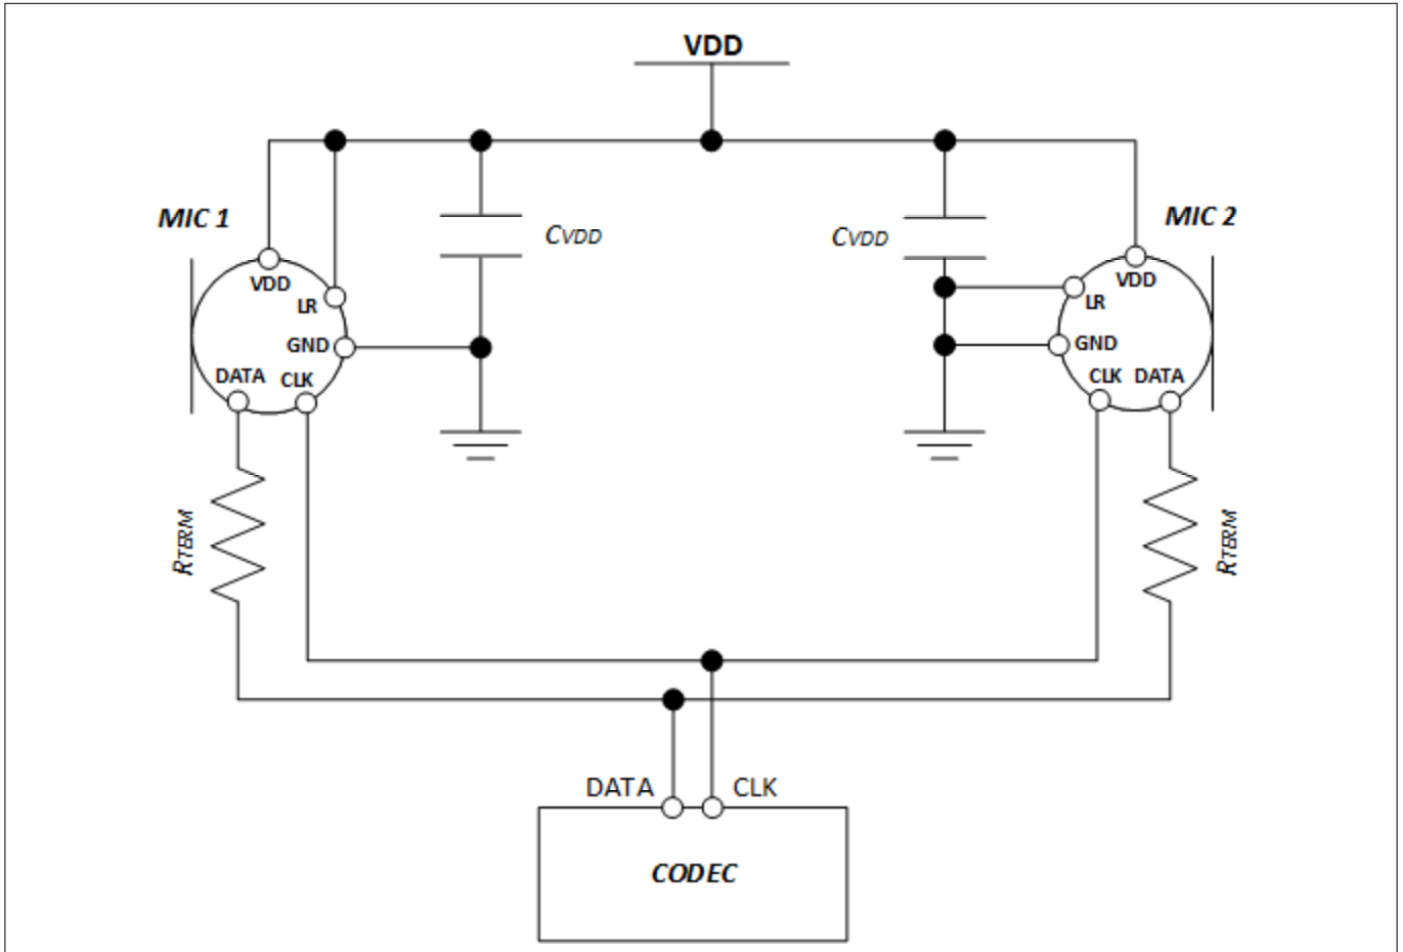 VDD
MIC 1
MIC 2
CVDD
CVDD
VDD
VDD
LR
LR
GND
GND
DATA
CLK
CLK
DATA
RTERM
RTERM
DATA
CLK
CODEC